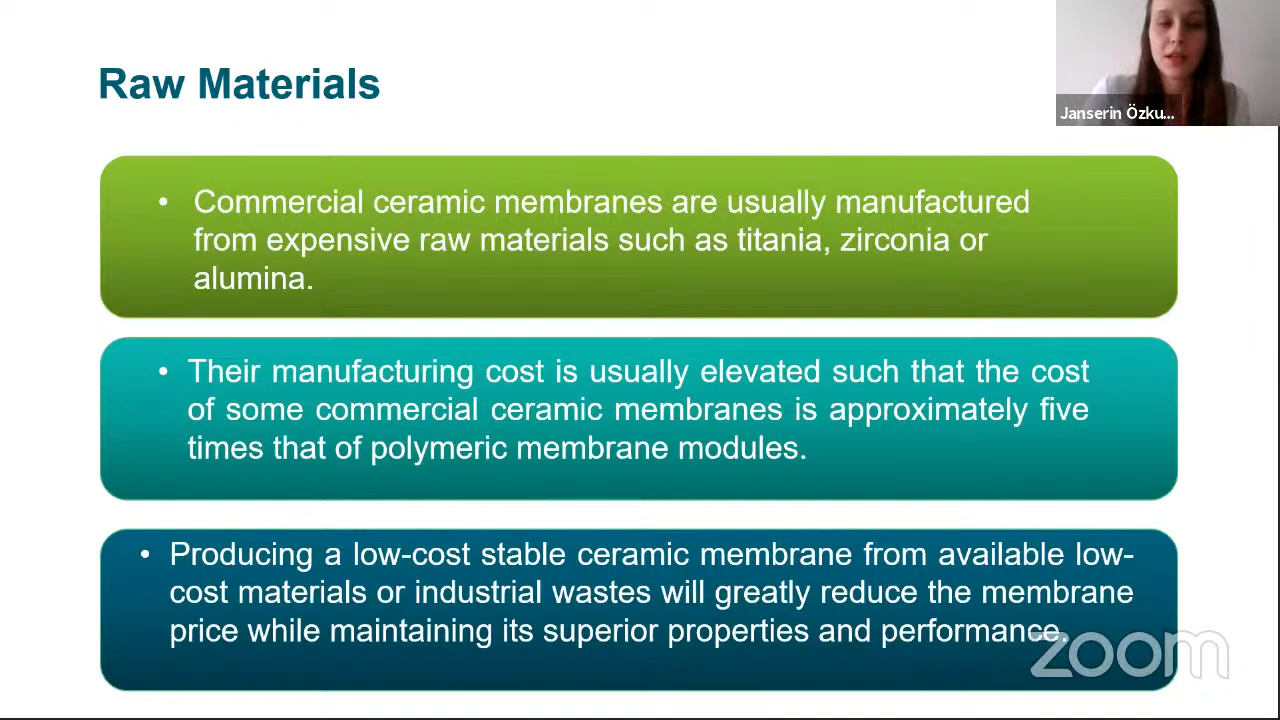 Raw Materials
Janserin Özku...
• Commercial ceramic membranes are usually manufactured
from expensive raw materials such as titania, zirconia or
alumina.
• Their manufacturing cost is usually elevated such that the cost
of some commercial ceramic membranes is approximately five
times that of polymeric membrane modules.
• Producing a low-cost stable ceramic membrane from available low-
cost materials or industrial wastes will greatly reduce the membrane
price while maintaining its superior properties and performance.
zoom